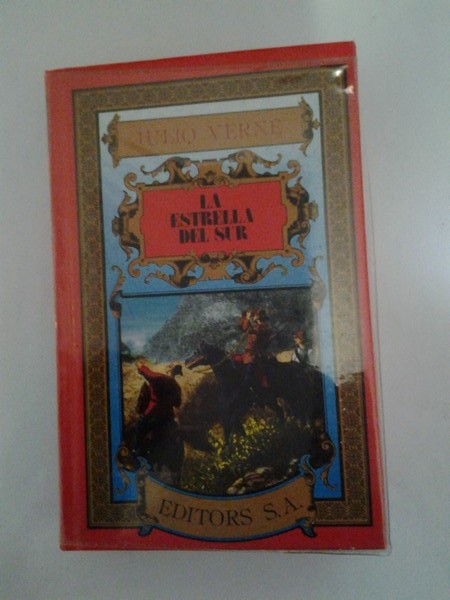 JULIO VERNE
LA
ESTRELLA
DEL SUR
EDITORS S.A.